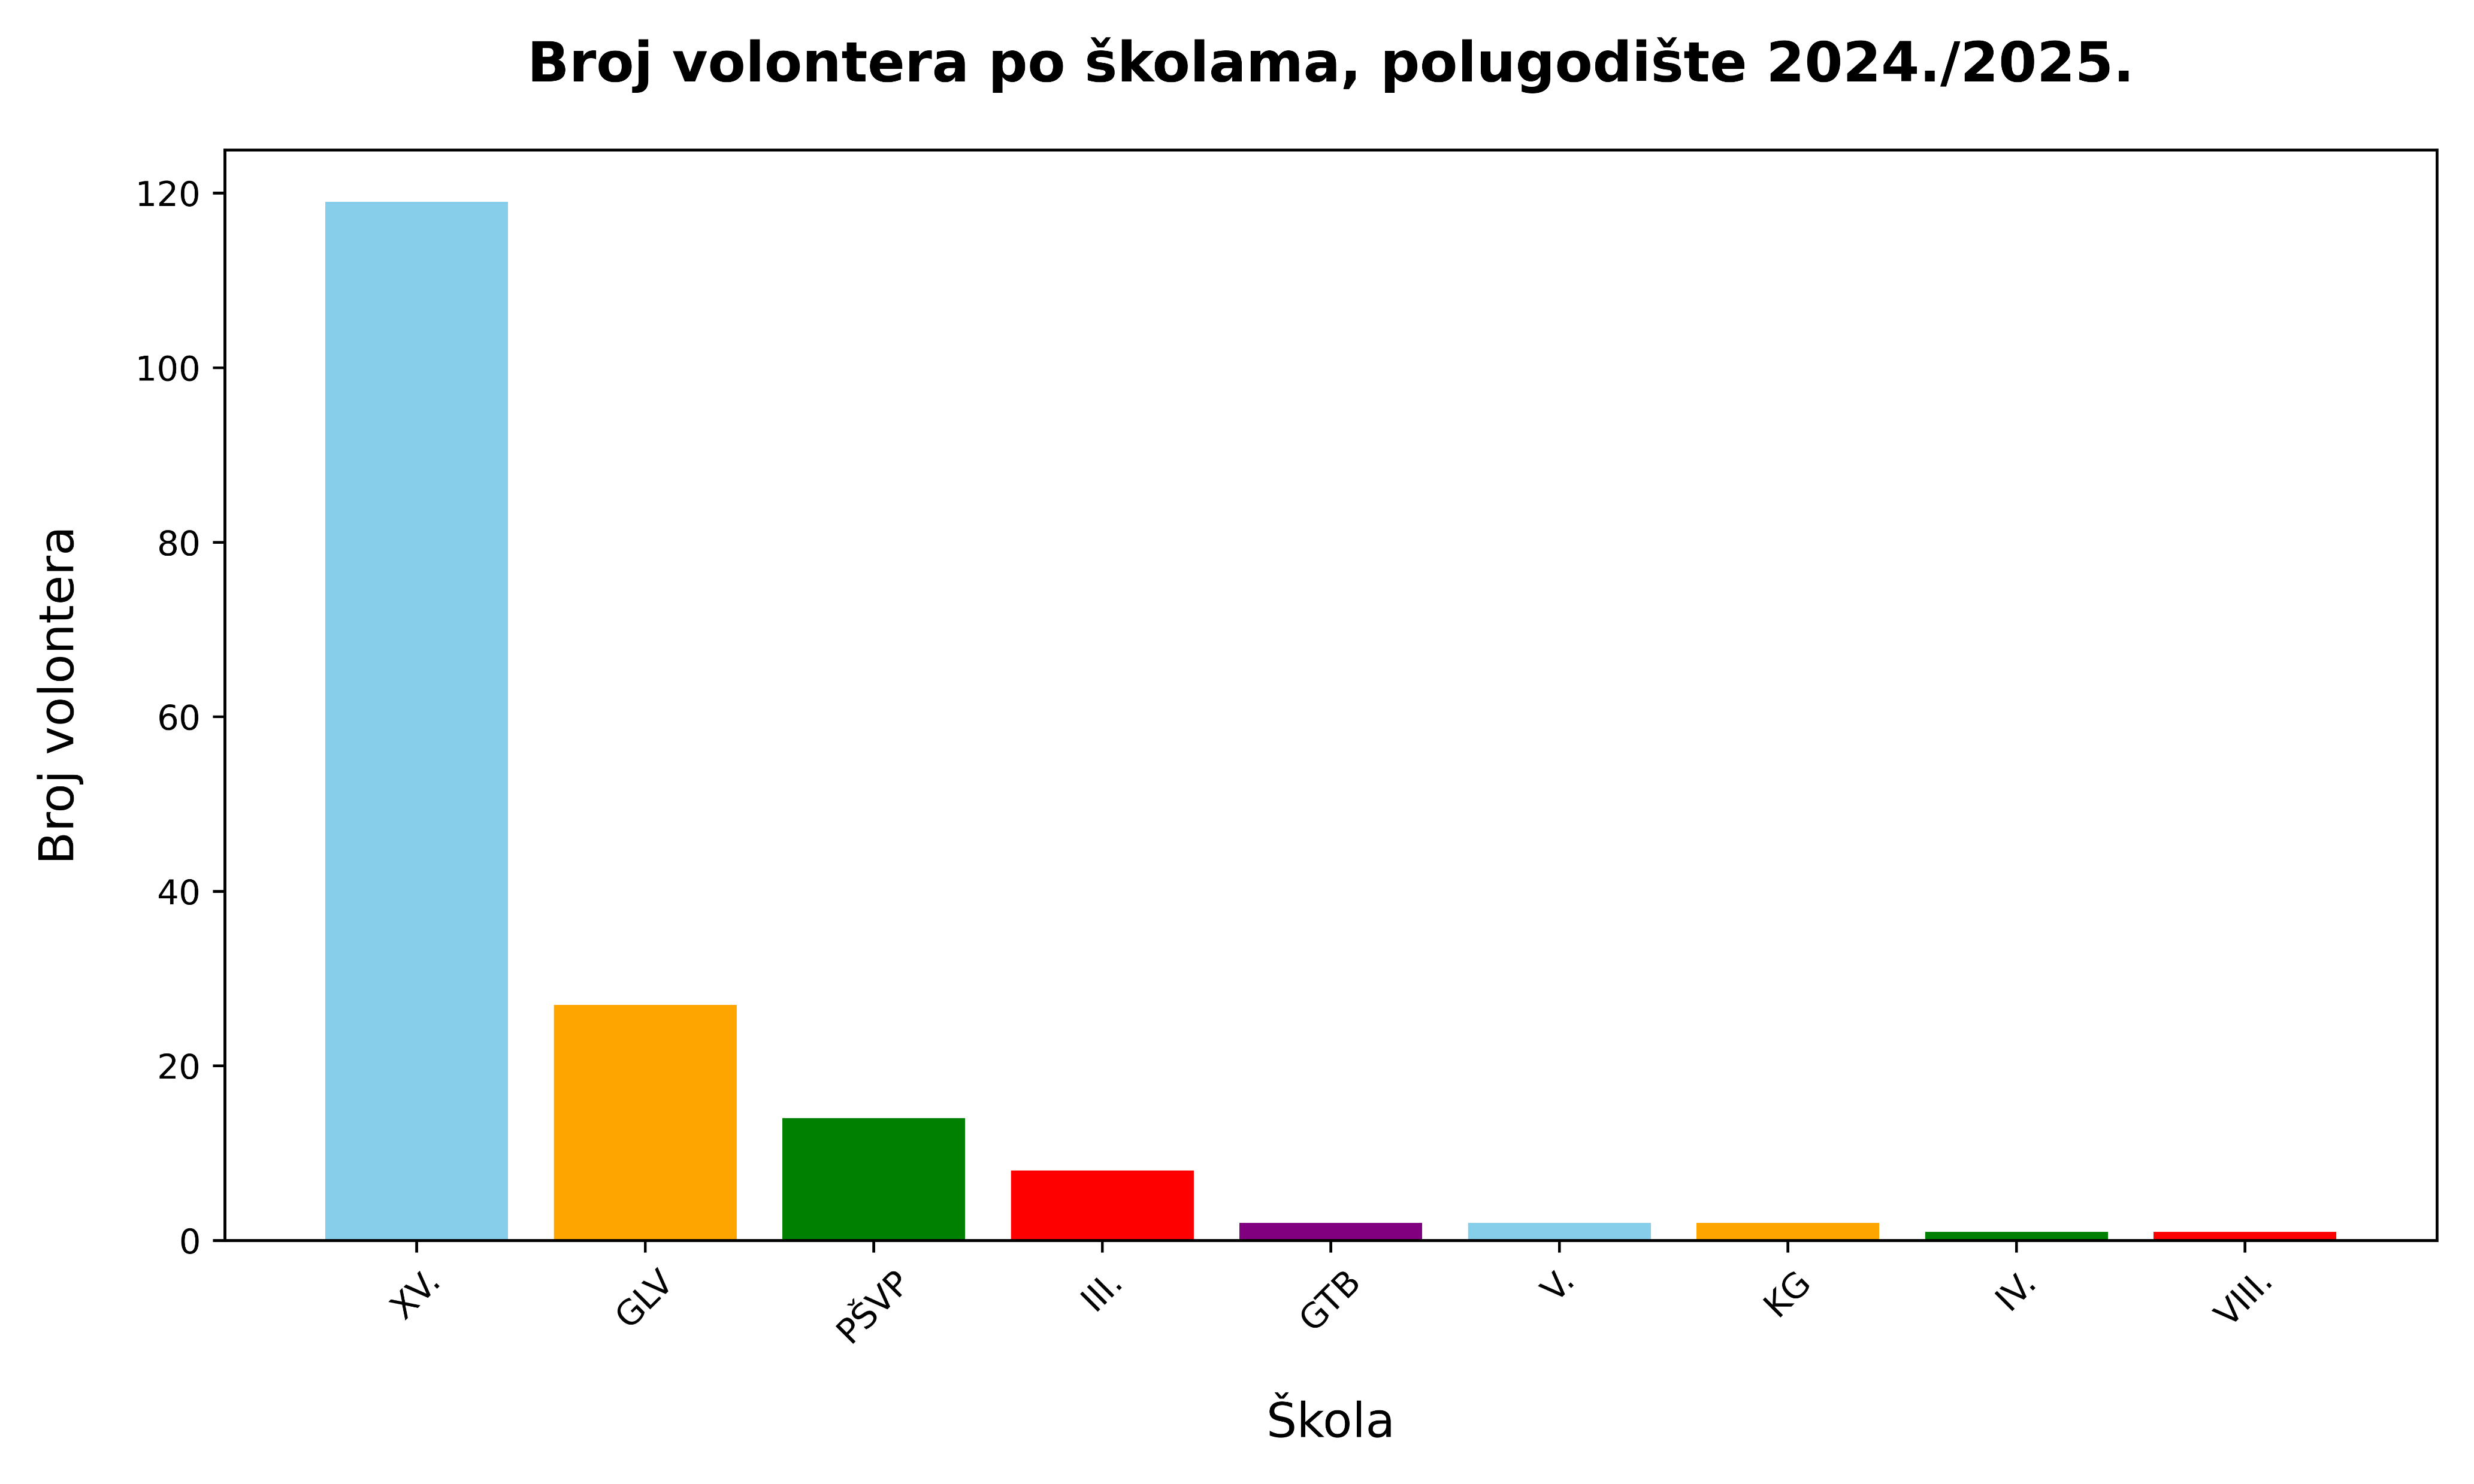 Broj volontera po školama, polugodište 2024./2025.
Broj volontera
120
100
80
60
40
20
0
XV.
GLV
PŠVP
III.
GTB
V.
KG
IV.
VIII.
Škola